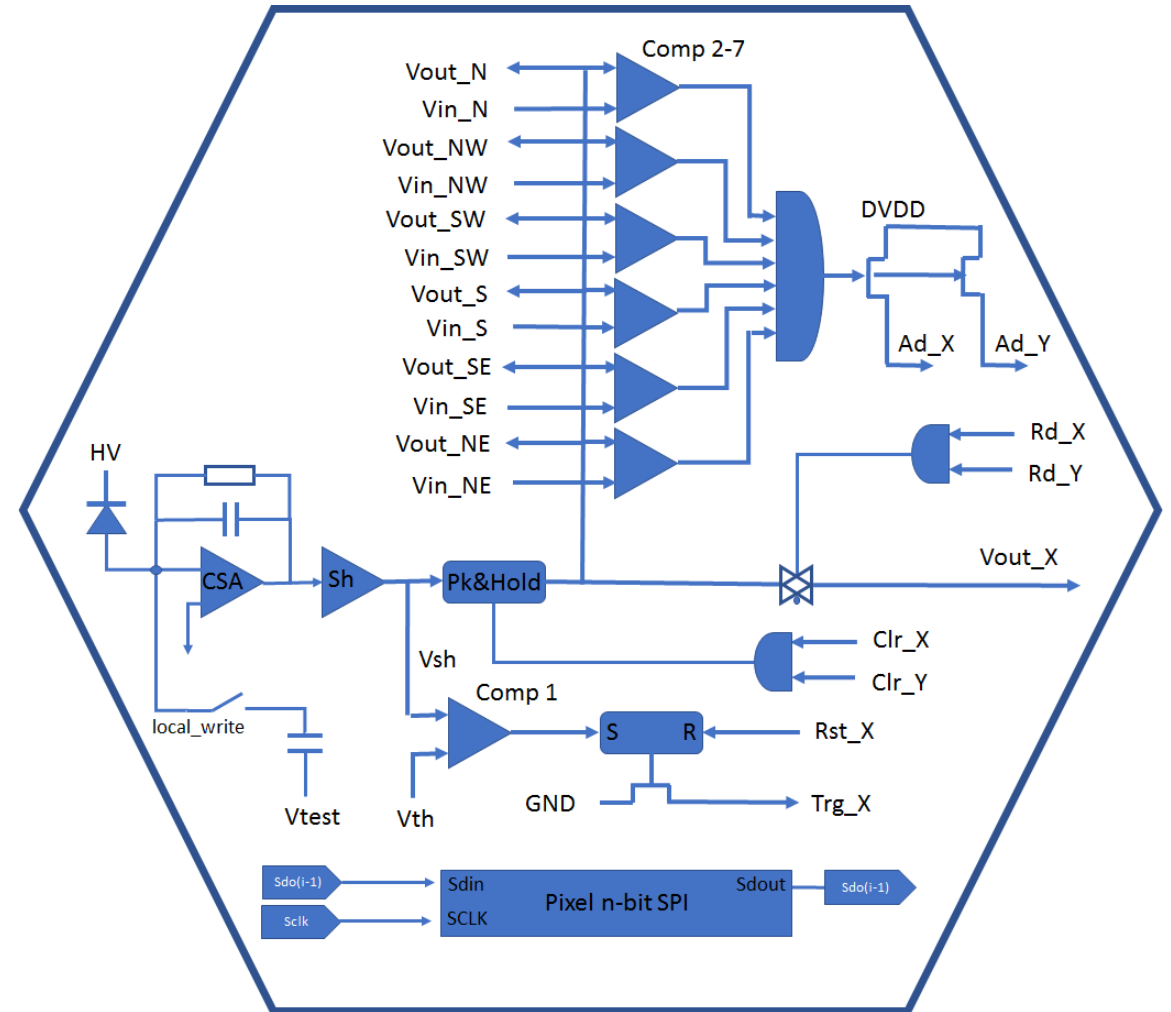 Comp 2-7
Vout_N
Vin_N
Vout_NW
Vin_NW
Vout_SW
Vin_SW
Vout_S
Vin_S
Vout_SE
Vin_SE
Vout_NE
Vin_NE
DVDD
Ad_X
Ad_Y
Rd_X
Rd_Y
HV
CSA
Sh
Pk&Hold
Vout_X
Clr_X
Clr_Y
Vsh
Comp 1
local_write
Vtest
Vth
S
R
Rst_X
GND
Trg_X
Sdo(i-1)
Sclk
Sdin
SCLK
Pixel n-bit SPI
Sdout
Sdo(i-1)